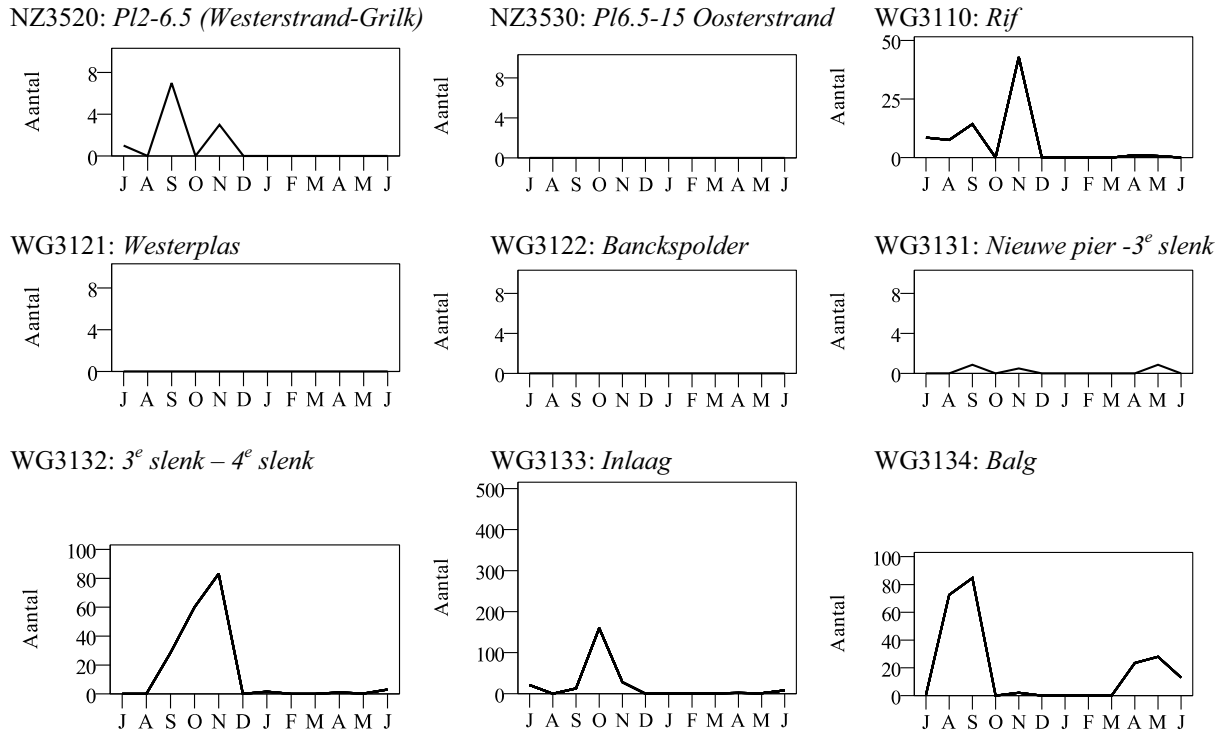 NZ3520: Pl2-6.5 (Westerstrand-Grilk)
Aantal
8
4
0
J A S O N D J F M A M J
NZ3530: Pl6.5-15 Oosterstrand
Aantal
8
4
0
J A S O N D J F M A M J
WG3110: Rif
Aantal
50
25
0
J A S O N D J F M A M J
WG3121: Westerplas
Aantal
8
4
0
J A S O N D J F M A M J
WG3122: Banckspolder
Aantal
8
4
0
J A S O N D J F M A M J
WG3131: Nieuwe pier -3e slenk
Aantal
8
4
0
J A S O N D J F M A M J
WG3132: 3e slenk – 4e slenk
Aantal
100
80
60
40
20
0
J A S O N D J F M A M J
WG3133: Inlaag
Aantal
500
400
300
200
100
0
J A S O N D J F M A M J
WG3134: Balg
Aantal
100
80
60
40
20
0
J A S O N D J F M A M J